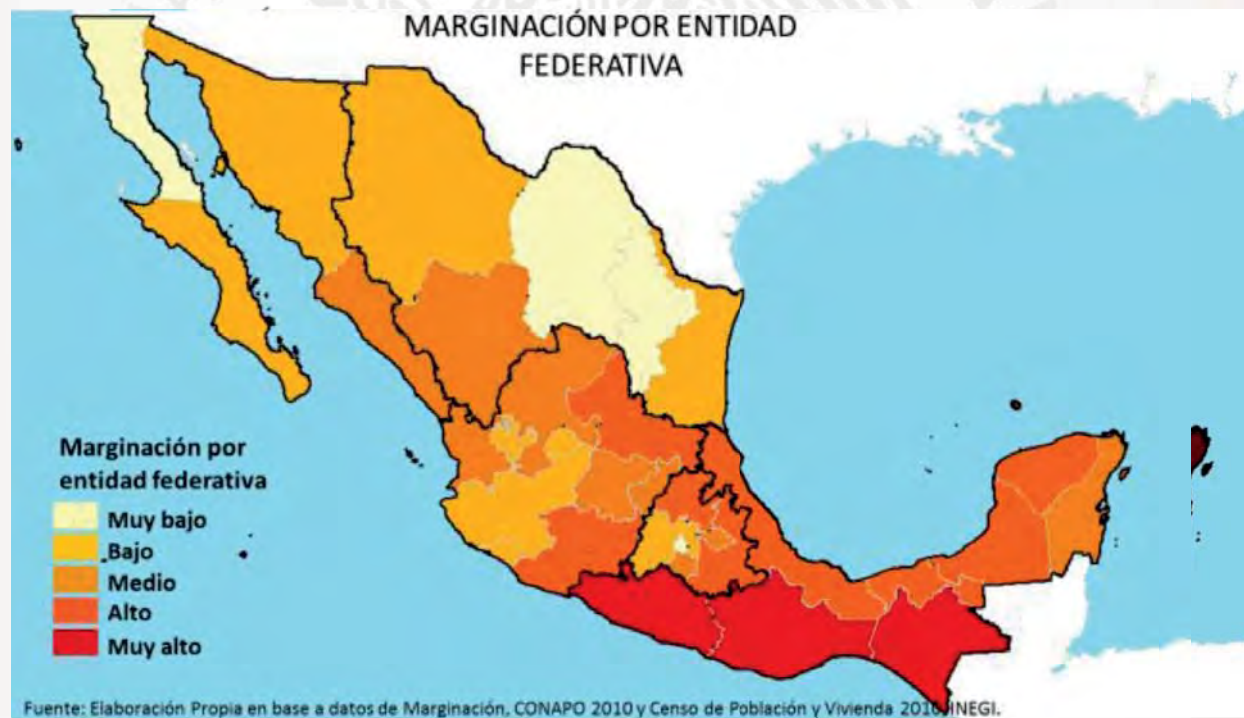 MARGINACIÓN POR ENTIDAD
FEDERATIVA
Marginación por
entidad federativa
Muy bajo
Bajo
Medio
Alto
Muy alto
Fuente: Elaboración Propia en base a datos de Marginación, CONAPO 2010 y Censo de Población y Vivienda 2010, INEGI.